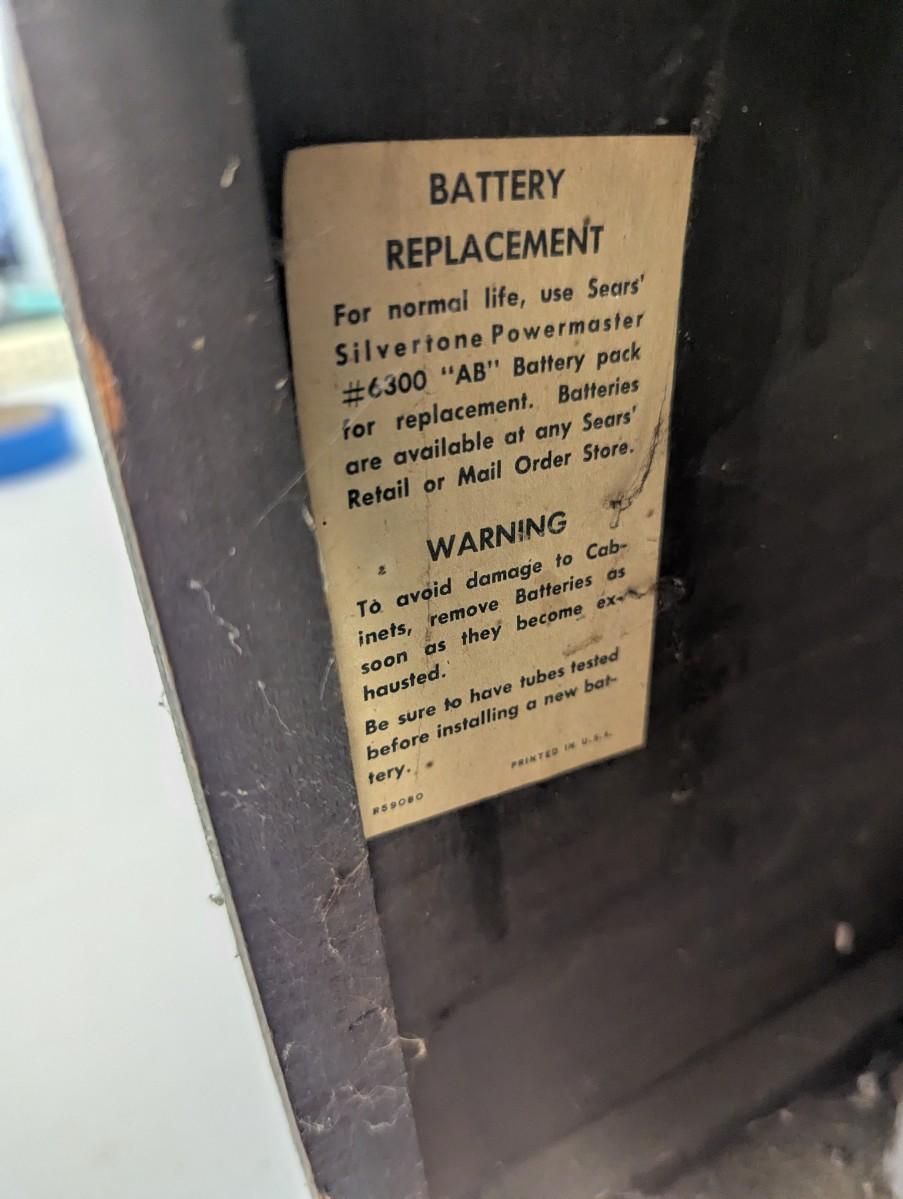 BATTERY
REPLACEMENT
For normal life, use Sears'
Silvertone Powermaster
#6300 "AB" Battery pack
for replacement. Batteries
are available at any Sears'
Retail or Mail Order Store.
WARNING
To avoid damage to Cab-
inets, remove Batteries as
soon as they become ex-
hausted.
Be sure to have tubes tested
before installing a new bat-
tery.
PRINTED IN U.S.A.
R59080